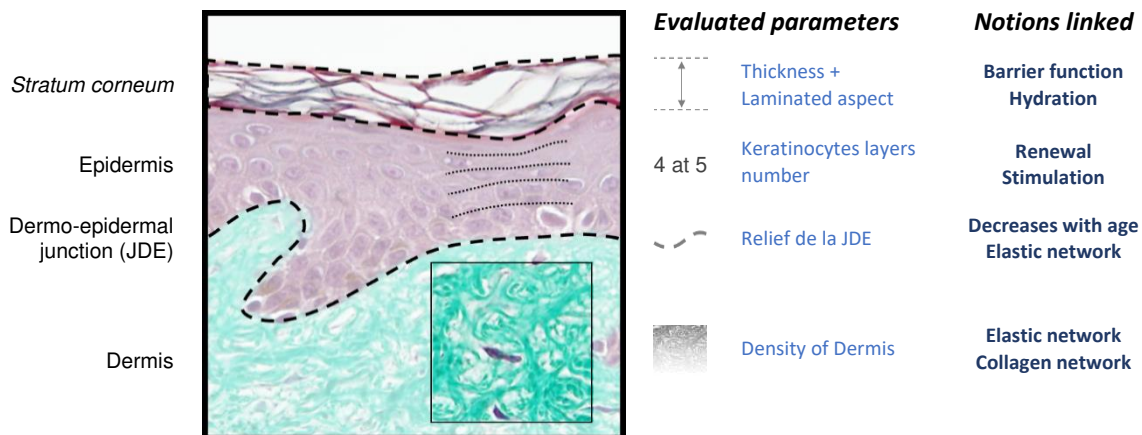 Evaluated parameters
Notions linked
Stratum corneum
Thickness +
Laminated aspect
Barrier function
Hydration
Epidermis
4 at 5
Keratinocytes layers
number
Renewal
Stimulation
Dermo-epidermal
junction (JDE)
Relief de la JDE
Decreases with age
Elastic network
Dermis
Density of Dermis
Elastic network
Collagen network